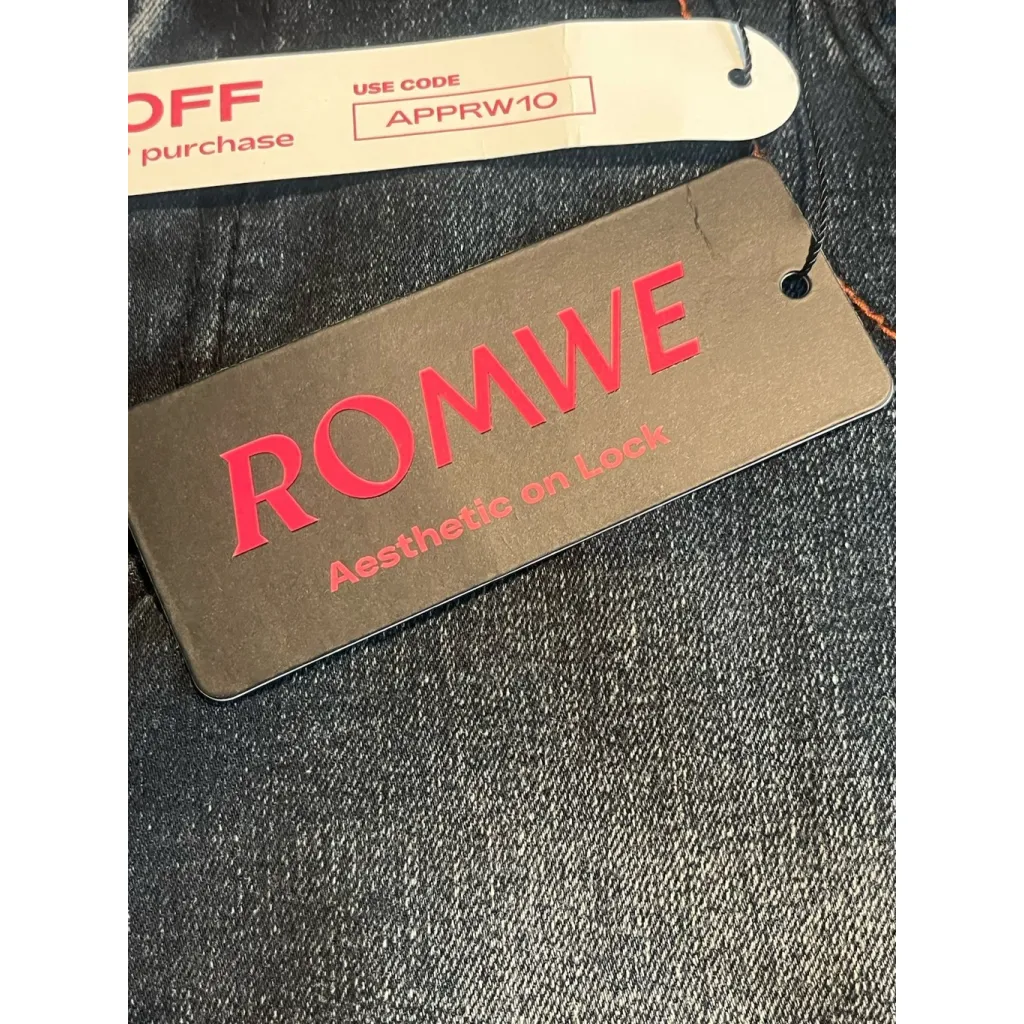 OFF
purchase
USE CODE
APPRW10
ROMWE
Aesthetic on Lock